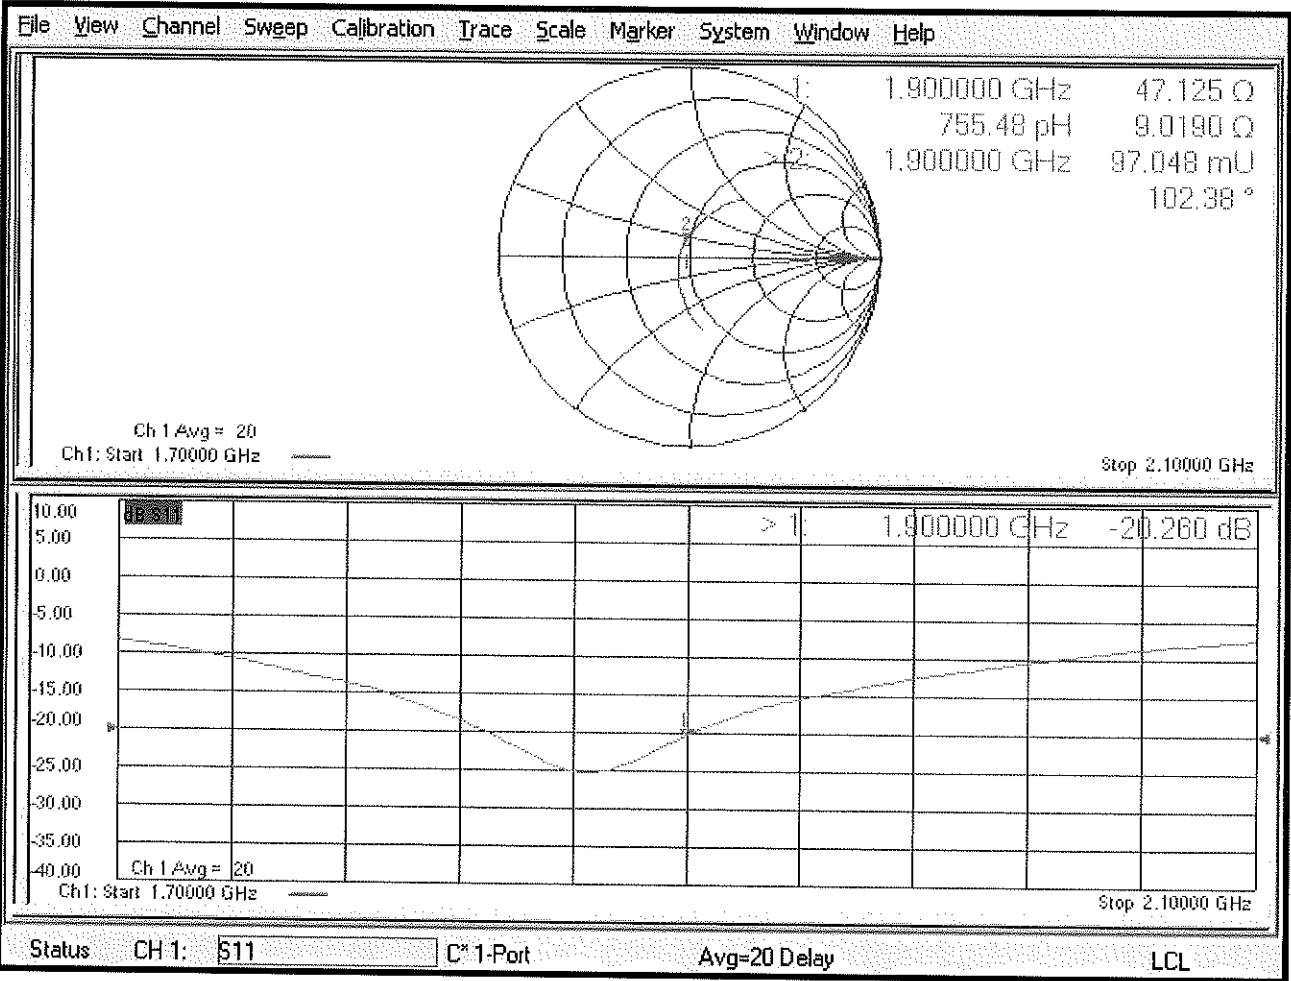 File View Channel Sweep Calibration Trace Scale Marker System Window Help
1: 1.900000 GHz 47.125 Ω
755.48 pH 9.0190 Ω
> 2: 1.900000 GHz 97.048 mU
102.38 °
2
Ch 1 Avg = 20
Ch1: Start 1.70000 GHz
Stop 2.10000 GHz
10.00
dB S11
> 1: 1.900000 GHz -20.260 dB
5.00
0.00
-5.00
-10.00
-15.00
-20.00
1
-25.00
-30.00
-35.00
-40.00
Ch 1 Avg = 20
Ch1: Start 1.70000 GHz
Stop 2.10000 GHz
Status CH 1: S11 C* 1-Port Avg=20 Delay LCL